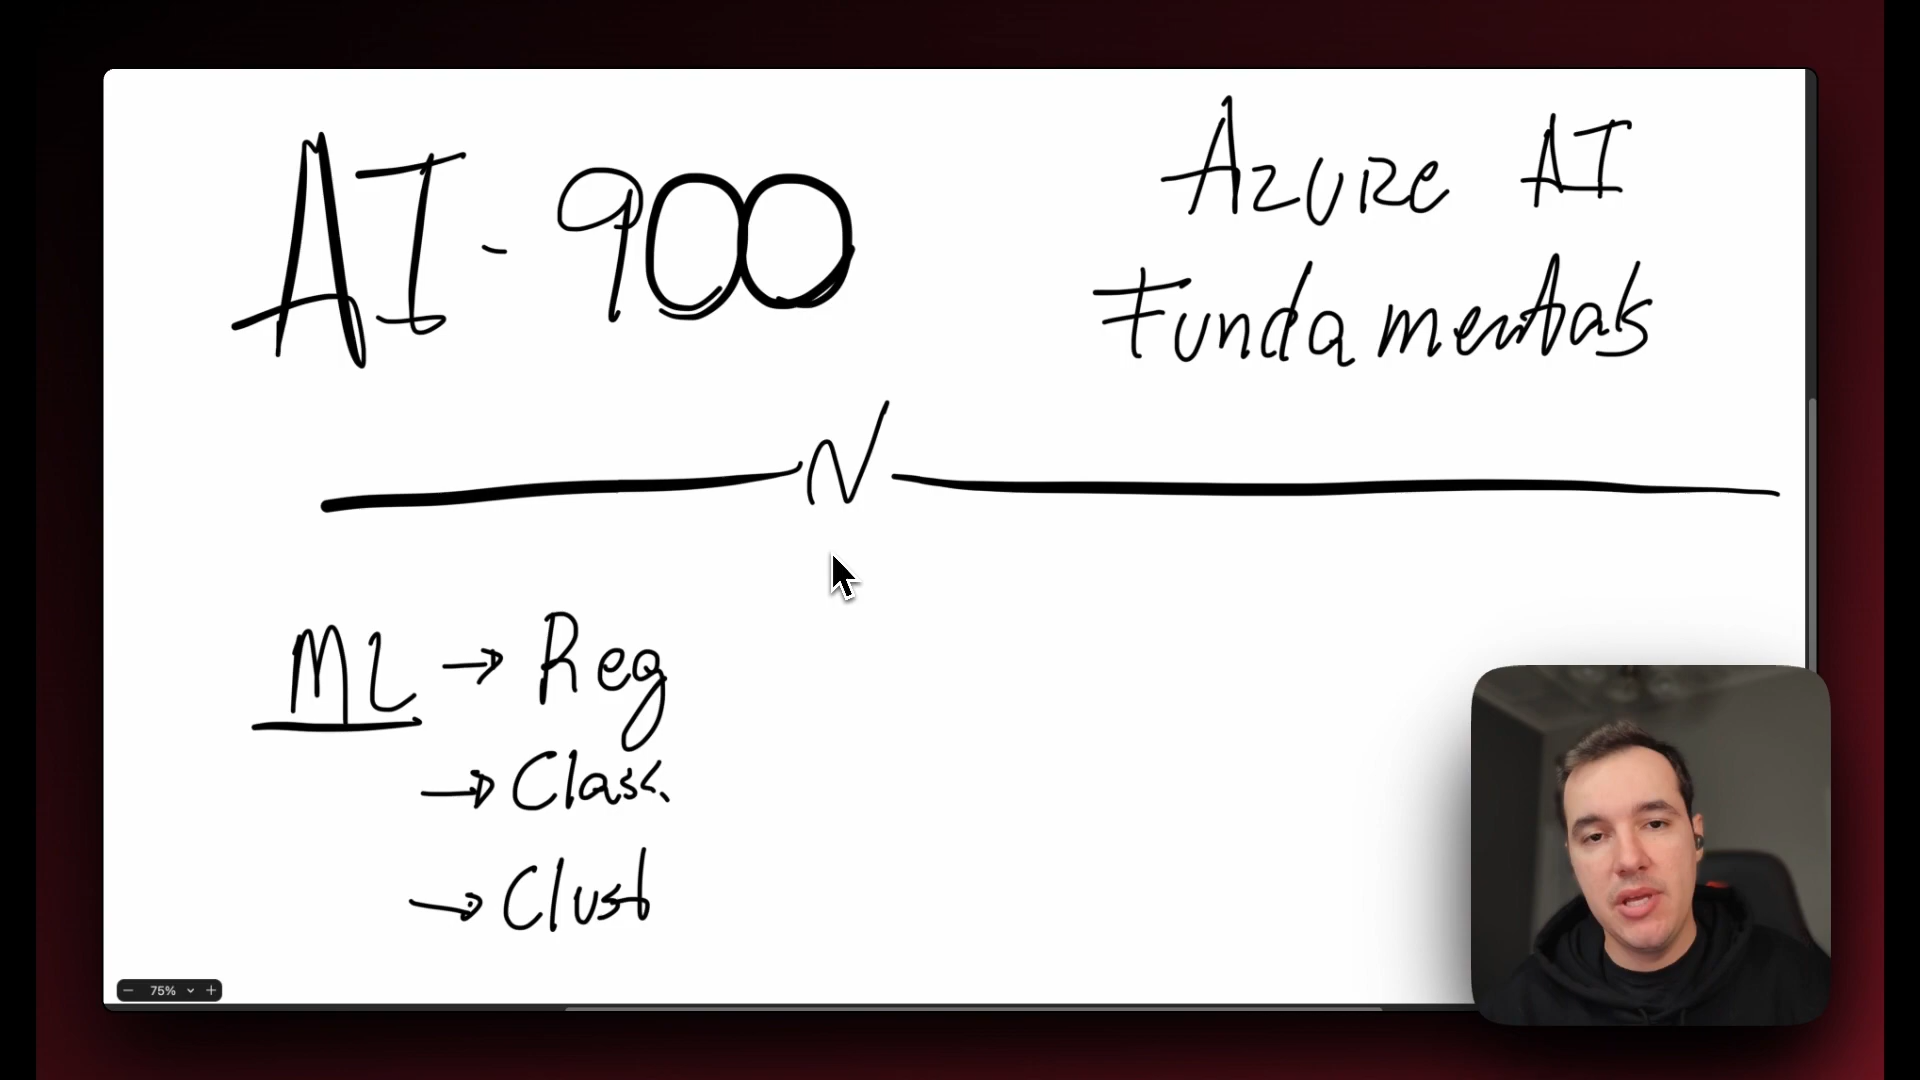 AI-900
Azure AI
Fundamentals
ML → Reg
→ Class.
→ Clust
− 75% +